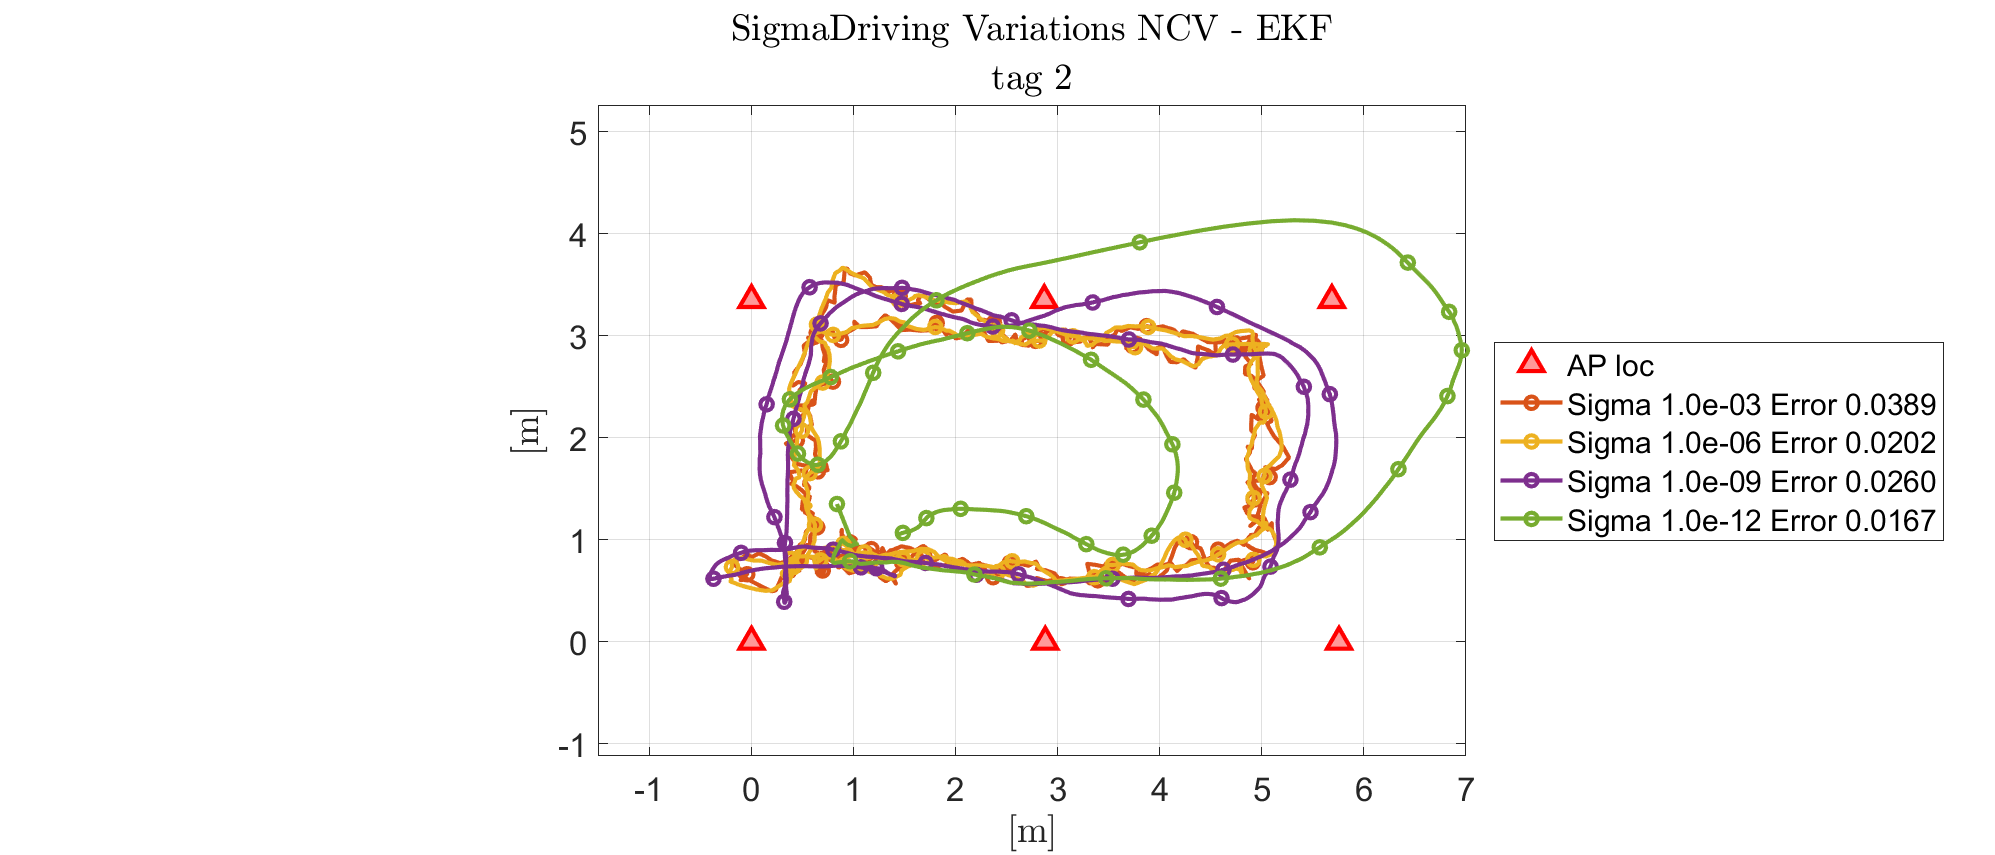 SigmaDriving Variations NCV - EKF
tag 2
5
4
3
2
1
0
-1
[m]
-1 0 1 2 3 4 5 6 7
[m]
AP loc
Sigma 1.0e-03 Error 0.0389
Sigma 1.0e-06 Error 0.0202
Sigma 1.0e-09 Error 0.0260
Sigma 1.0e-12 Error 0.0167